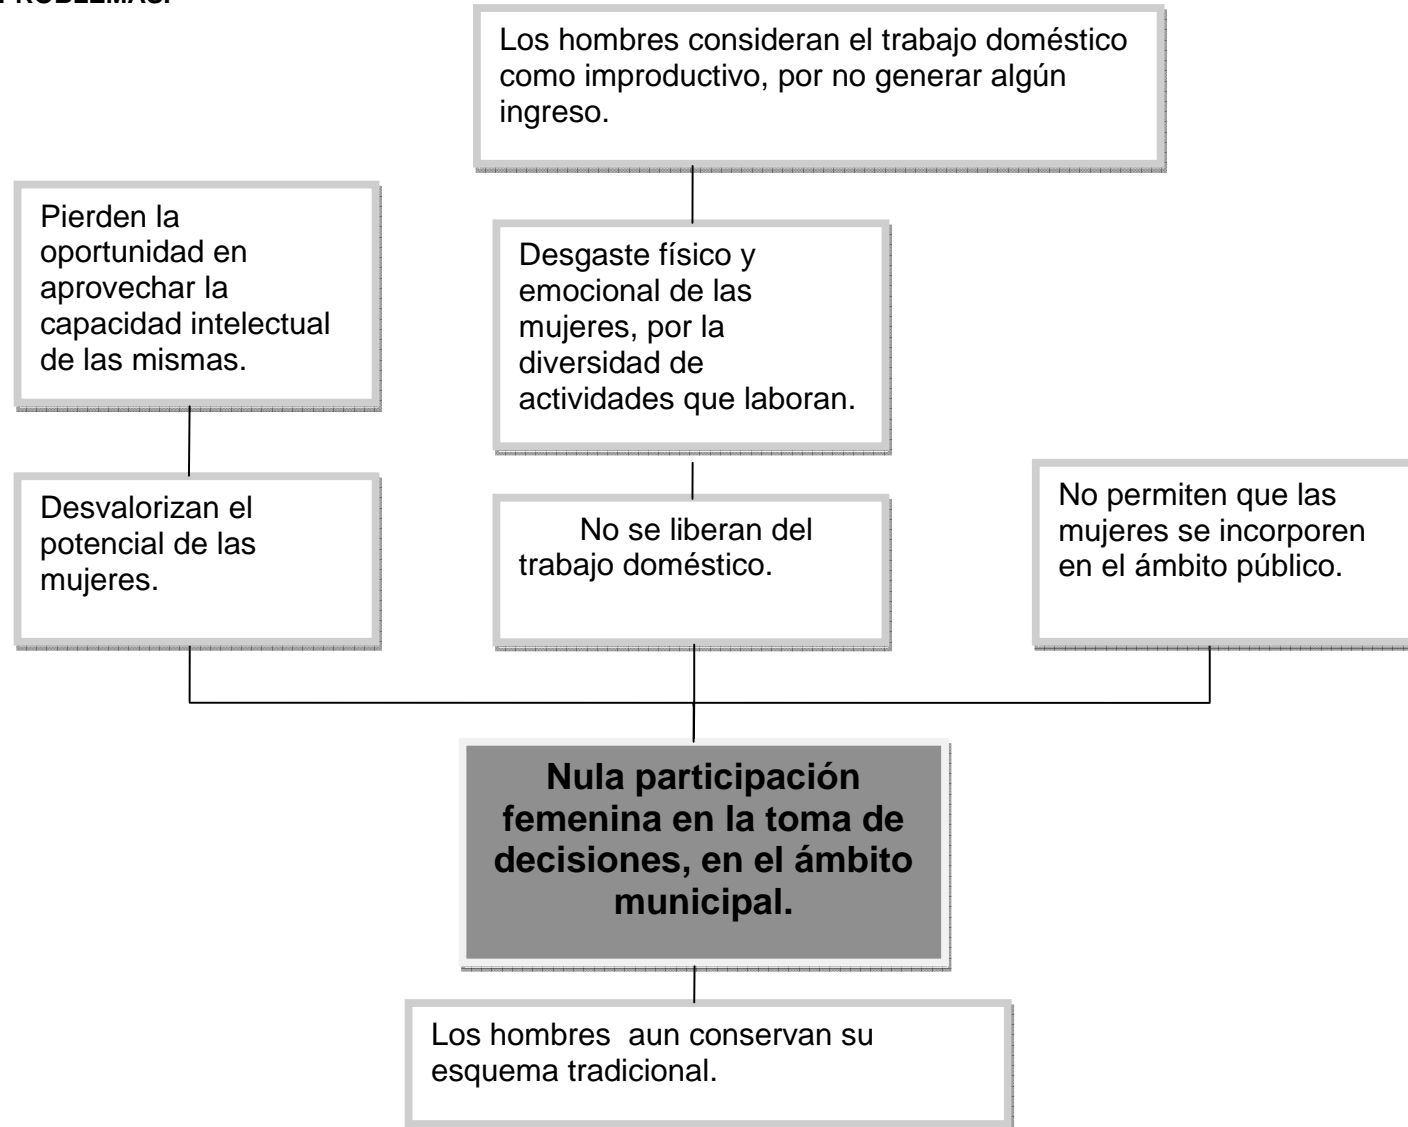 PROBLEMAS.
Los hombres consideran el trabajo doméstico
como improductivo, por no generar algún
ingreso.
Pierden la
oportunidad en
aprovechar la
capacidad intelectual
de las mismas.
Desgaste físico y
emocional de las
mujeres, por la
diversidad de
actividades que laboran.
Desvalorizan el
potencial de las
mujeres.
No se liberan del
trabajo doméstico.
No permiten que las
mujeres se incorporen
en el ámbito público.
Nula participación
femenina en la toma de
decisiones, en el ámbito
municipal.
Los hombres aun conservan su
esquema tradicional.